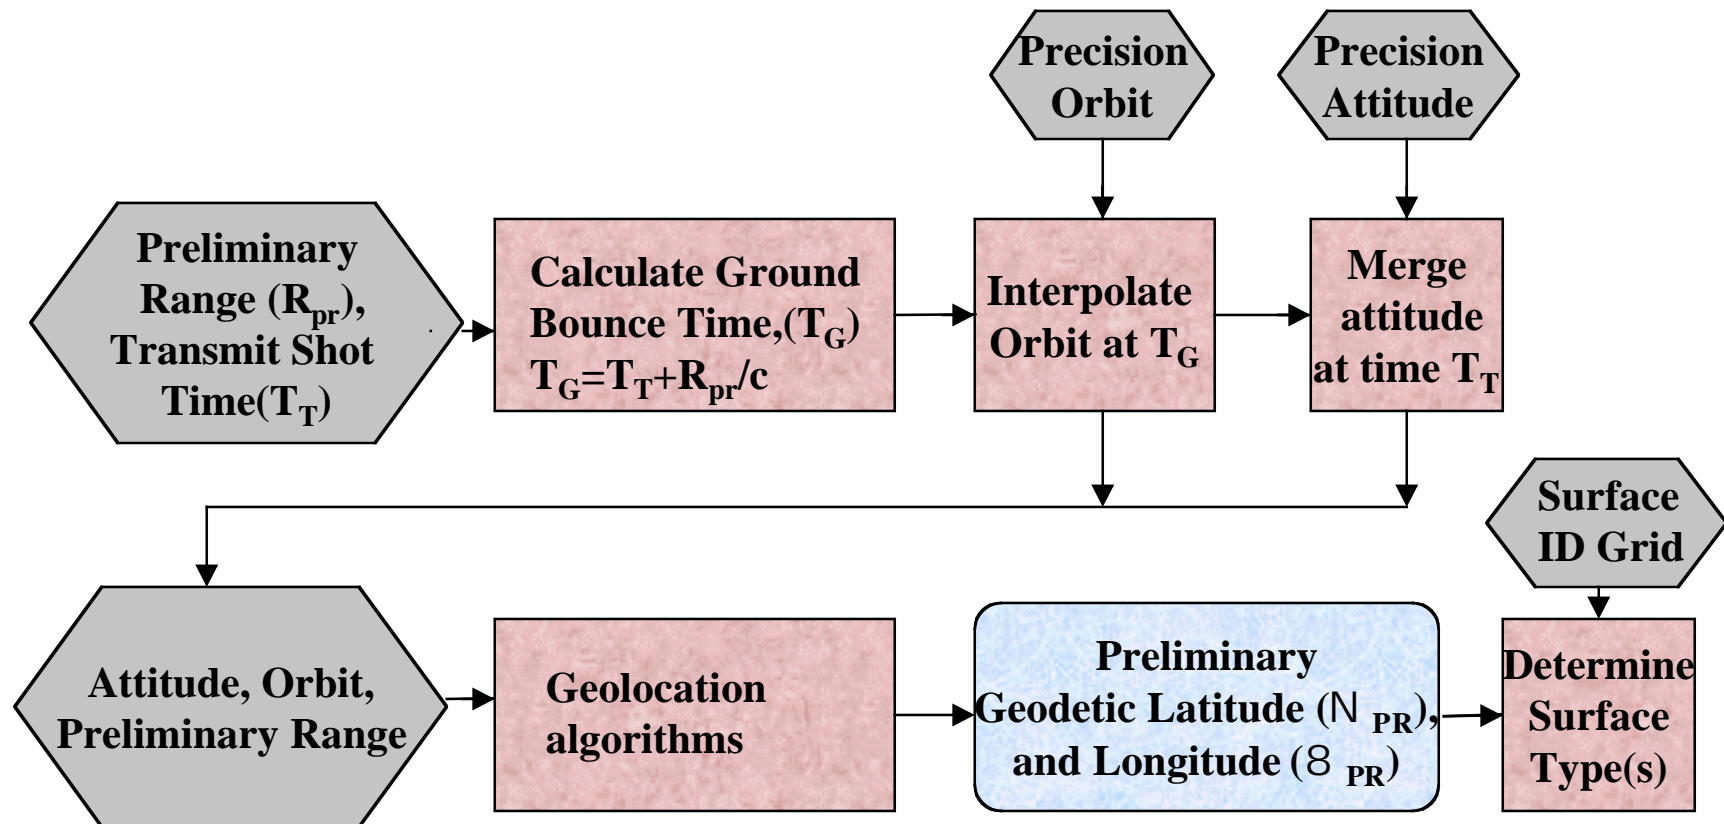 Precision
Orbit
Precision
Attitude
Preliminary
Range (Rpr),
Transmit Shot
Time(TT)
Calculate Ground
Bounce Time,(TG)
TG=TT+Rpr/c
Interpolate
Orbit at TG
Merge
attitude
at time TT
Surface
ID Grid
Attitude, Orbit,
Preliminary Range
Geolocation
algorithms
Preliminary
Geodetic Latitude (N PR),
and Longitude (8 PR)
Determine
Surface
Type(s)